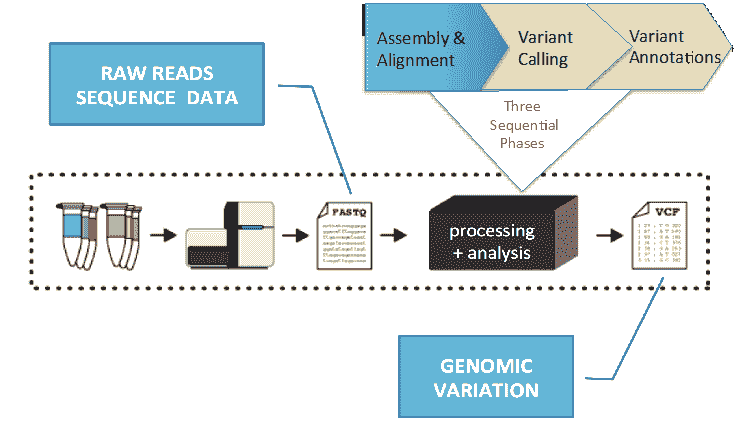 Assembly &
Alignment
Variant
Calling
Variant
Annotations
RAW READS
SEQUENCE DATA
Three
Sequential
Phases
FASTQ
processing
+ analysis
VCF
GENOMIC
VARIATION